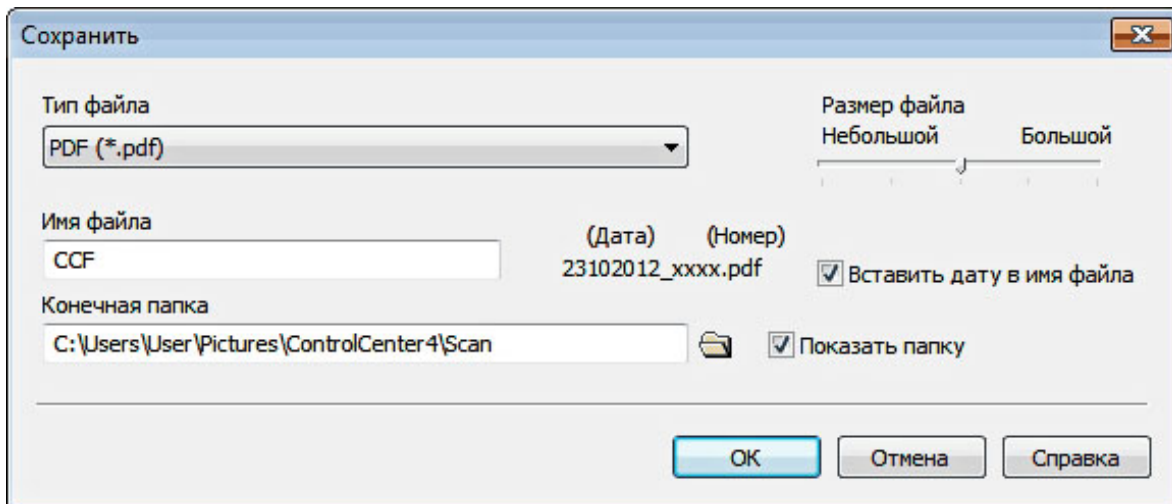 Сохранить
Тип файла
PDF (*.pdf)
Размер файла
Небольшой Большой
Имя файла
CCF
(Дата) (Номер)
23102012_xxxx.pdf
Вставить дату в имя файла
Конечная папка
C:\Users\User\Pictures\ControlCenter4\Scan
Показать папку
OK Отмена Справка